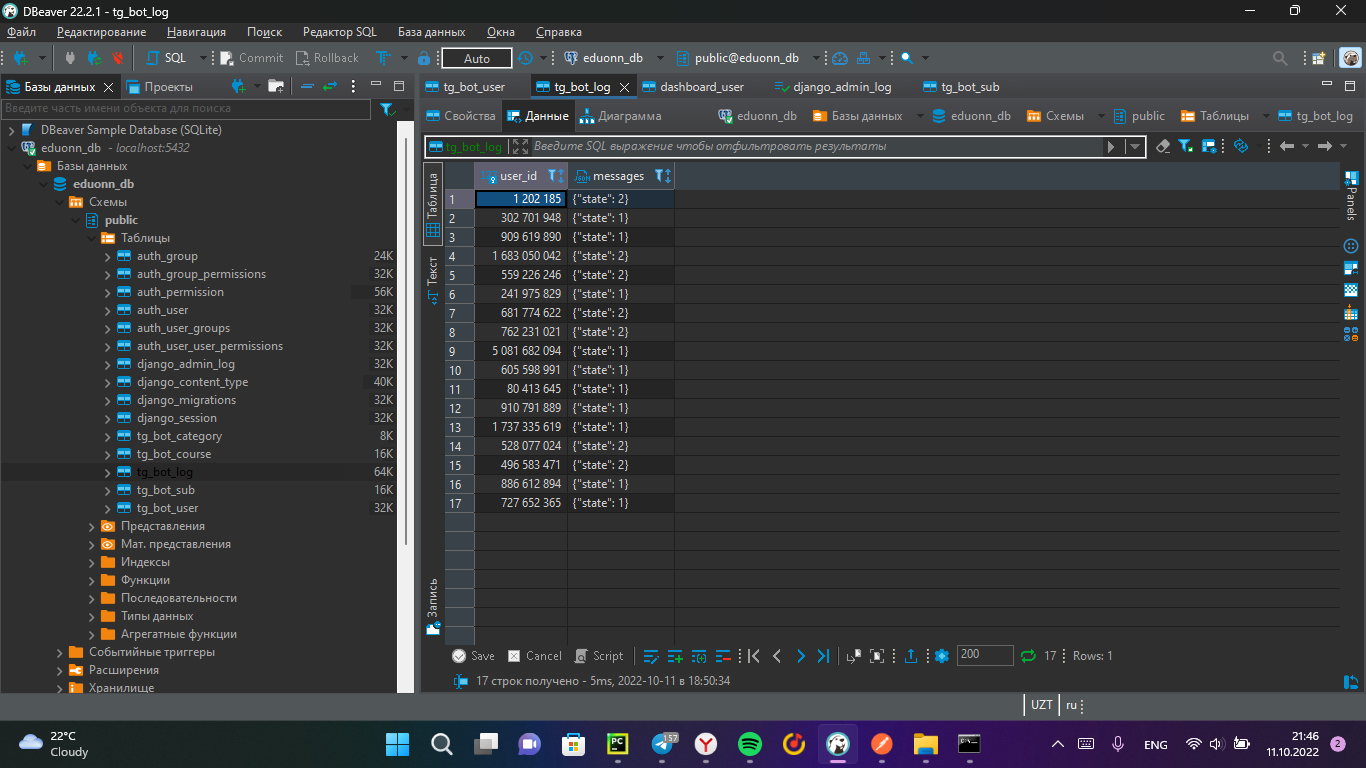 DBeaver 22.2.1 - tg_bot_log
Файл Редактирование Навигация Поиск Редактор SQL База данных Окна Справка
SQL Commit Rollback Auto eduonn_db public@eduonn_db
Базы данных Проекты
tg_bot_user tg_bot_log dashboard_user django_admin_log tg_bot_sub
Введите часть имени объекта для поиска
Свойства Данные Диаграмма eduonn_db Базы данных eduonn_db Схемы public Таблицы tg_bot_log
tg_bot_log Введите SQL выражение чтобы отфильтровать результаты
DBeaver Sample Database (SQLite)
eduonn_db - localhost:5432
Базы данных
eduonn_db
Схемы
public
Таблицы
auth_group 24K
auth_group_permissions 32K
auth_permission 56K
auth_user 32K
auth_user_groups 32K
auth_user_user_permissions 32K
django_admin_log 32K
django_content_type 40K
django_migrations 32K
django_session 32K
tg_bot_category 8K
tg_bot_course 16K
tg_bot_log 64K
tg_bot_sub 16K
tg_bot_user 32K
Представления
Мат. представления
Индексы
Функции
Последовательности
Типы данных
Агрегатные функции
Событийные триггеры
Расширения
Хранилище
Таблица
Текст
Запись
user_id messages
1 1 202 185 {"state": 2}
2 302 701 948 {"state": 1}
3 909 619 890 {"state": 1}
4 1 683 050 042 {"state": 2}
5 559 226 246 {"state": 2}
6 241 975 829 {"state": 1}
7 681 774 622 {"state": 2}
8 762 231 021 {"state": 2}
9 5 081 682 094 {"state": 1}
10 605 598 991 {"state": 1}
11 80 413 645 {"state": 1}
12 910 791 889 {"state": 1}
13 1 737 335 619 {"state": 1}
14 528 077 024 {"state": 2}
15 496 583 471 {"state": 2}
16 886 612 894 {"state": 1}
17 727 652 365 {"state": 1}
Panels
Save Cancel Script 200 17 Rows: 1
17 строк получено - 5ms, 2022-10-11 в 18:50:34
UZT ru
22°C
Cloudy
PC
157
ENG
21:46
11.10.2022
2